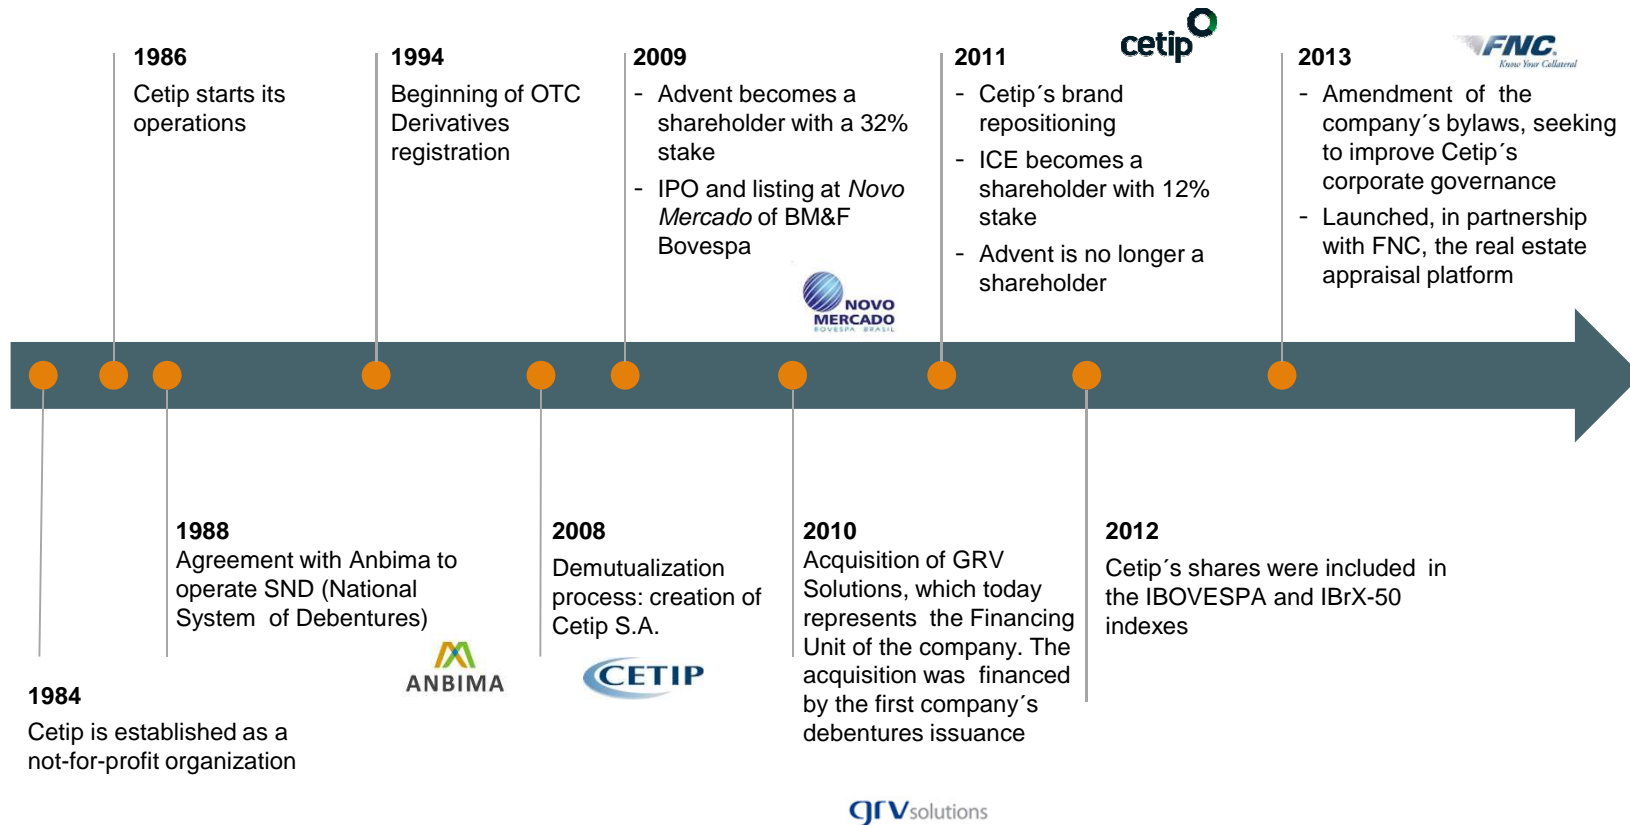 1986
Cetip starts its
operations
1994
Beginning of OTC
Derivatives
registration
2009
- Advent becomes a
shareholder with a 32%
stake
- IPO and listing at Novo
Mercado of BM&F
Bovespa
NOVO
MERCADO
BOVESPA BRASIL
2011
cetip
- Cetip´s brand
repositioning
- ICE becomes a
shareholder with 12%
stake
- Advent is no longer a
shareholder
2013
FNC.
Know Your Collateral
- Amendment of the
company´s bylaws, seeking
to improve Cetip´s
corporate governance
- Launched, in partnership
with FNC, the real estate
appraisal platform
1984
Cetip is established as a
not-for-profit organization
1988
Agreement with Anbima to
operate SND (National
System of Debentures)
ANBIMA
2008
Demutualization
process: creation of
Cetip S.A.
CETIP
2010
Acquisition of GRV
Solutions, which today
represents the Financing
Unit of the company. The
acquisition was financed
by the first company´s
debentures issuance
grv solutions
2012
Cetip´s shares were included in
the IBOVESPA and IBrX-50
indexes